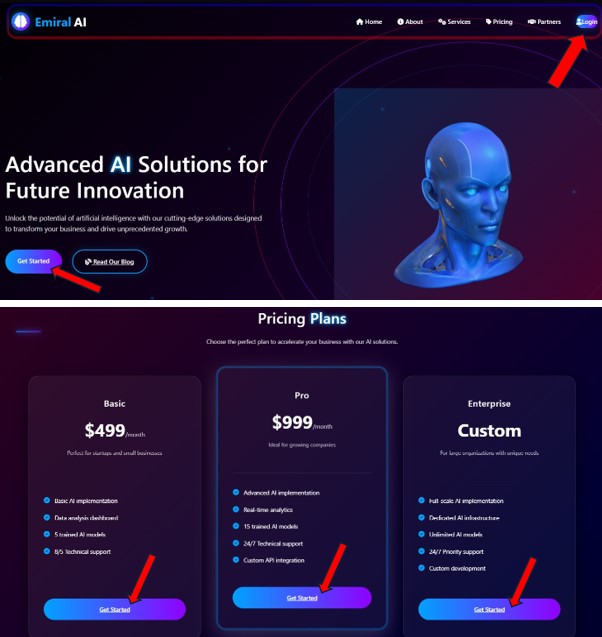 Emiral AI
Home
About
Services
Pricing
Partners
Login
Advanced AI Solutions for
Future Innovation
Unlock the potential of artificial intelligence with our cutting-edge solutions designed
to transform your business and drive unprecedented growth.
Get Started
Read Our Blog
Pricing Plans
Choose the perfect plan to accelerate your business with our AI solutions.
Basic
$499/month
Perfect for startups and small businesses
Basic AI implementation
Data analysis dashboard
5 trained AI models
8/5 Technical support
Get Started
Pro
$999/month
Ideal for growing companies
Advanced AI implementation
Real-time analytics
15 trained AI models
24/7 Technical support
Custom API integration
Get Started
Enterprise
Custom
For large organizations with unique needs
Full-scale AI implementation
Dedicated AI infrastructure
Unlimited AI models
24/7 Priority support
Custom development
Get Started